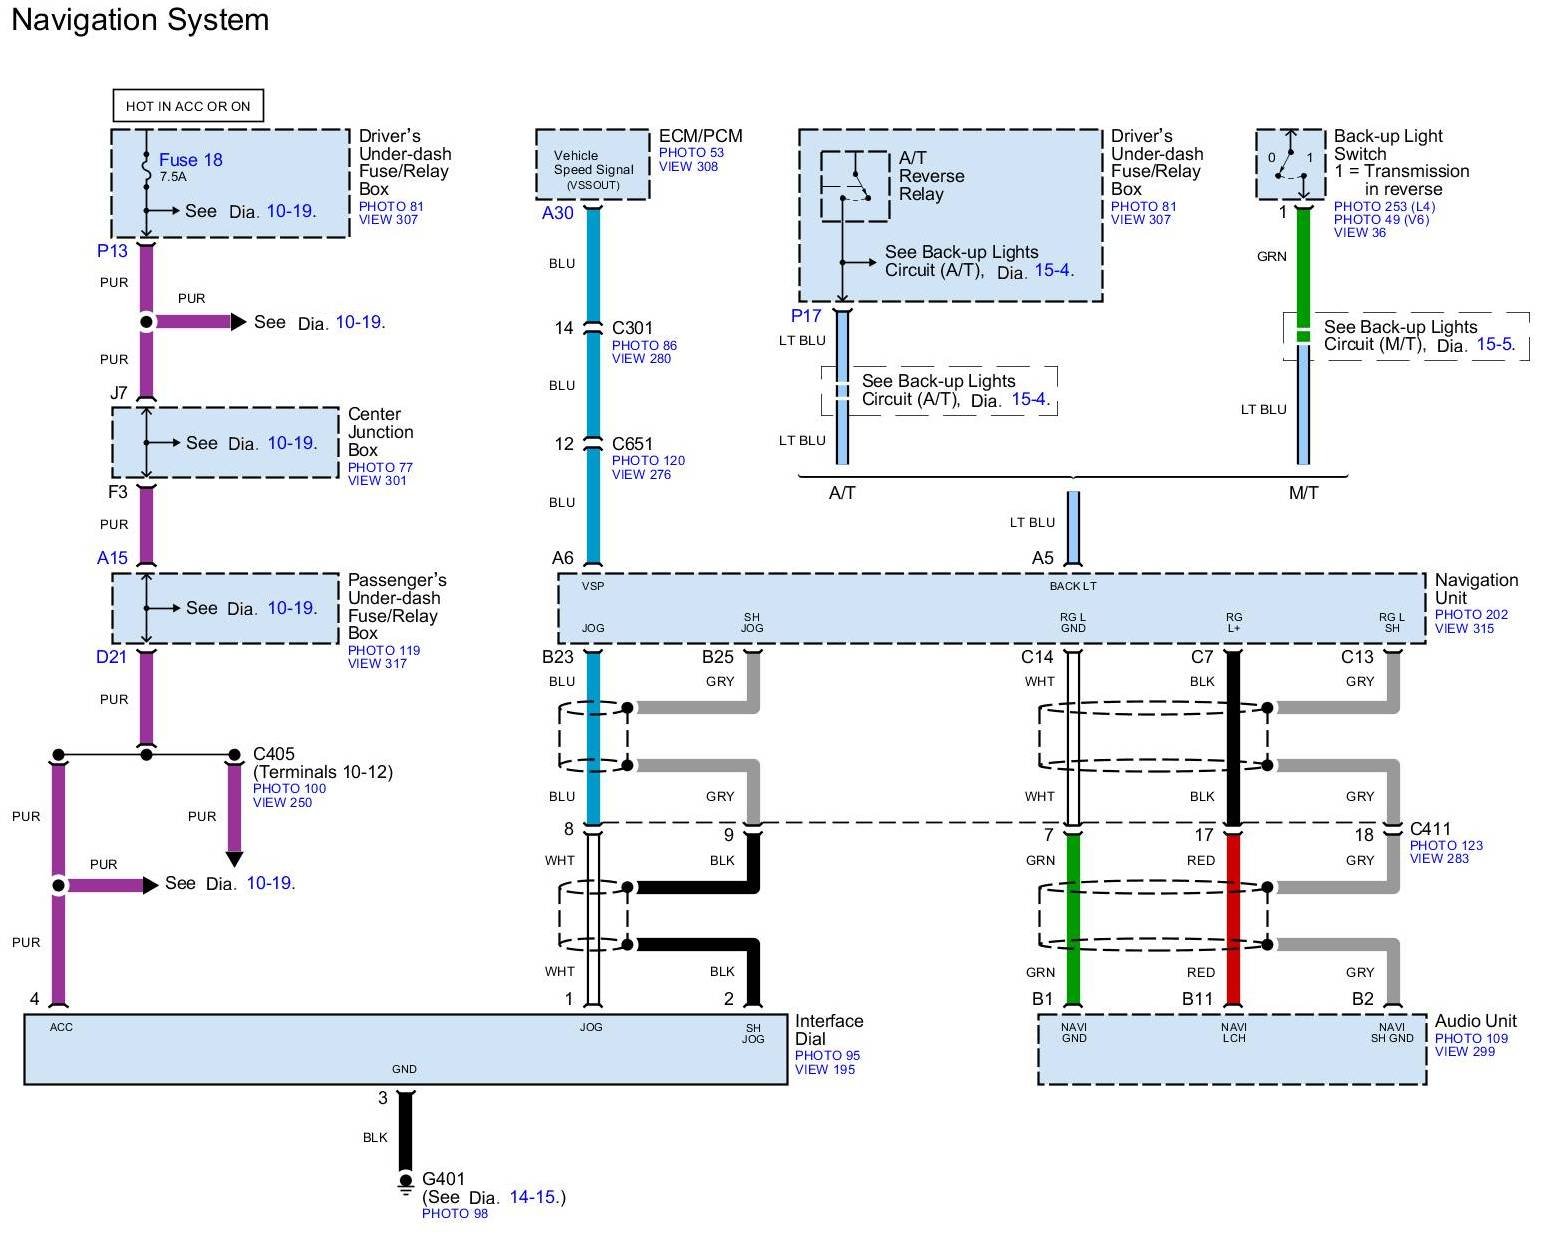 Navigation System
HOT IN ACC OR ON
Fuse 18
7.5A
See Dia. 10-19.
Driver's
Under-dash
Fuse/Relay
Box
PHOTO 81
VIEW 307
P13
PUR
PUR
See Dia. 10-19.
PUR
J7
See Dia. 10-19.
Center
Junction
Box
PHOTO 77
VIEW 301
F3
PUR
A15
See Dia. 10-19.
Passenger's
Under-dash
Fuse/Relay
Box
PHOTO 119
VIEW 317
D21
PUR
C405
(Terminals 10-12)
PHOTO 100
VIEW 250
PUR
PUR
PUR
See Dia. 10-19.
PUR
4
Vehicle
Speed Signal
(VSSOUT)
ECM/PCM
PHOTO 53
VIEW 308
A30
BLU
14
C301
PHOTO 86
VIEW 280
BLU
12
C651
PHOTO 120
VIEW 276
BLU
A6
A/T
Reverse
Relay
See Back-up Lights
Circuit (A/T), Dia. 15-4.
Driver's
Under-dash
Fuse/Relay
Box
PHOTO 81
VIEW 307
P17
LT BLU
See Back-up Lights
Circuit (A/T), Dia. 15-4.
LT BLU
A/T
0 1
Back-up Light
Switch
1 = Transmission
in reverse
PHOTO 253 (L4)
PHOTO 49 (V6)
VIEW 36
1
GRN
See Back-up Lights
Circuit (M/T), Dia. 15-5.
LT BLU
M/T
LT BLU
A5
VSP
BACK LT
JOG
SH
JOG
RG L
GND
RG
L+
RG L
SH
Navigation
Unit
PHOTO 202
VIEW 315
B23
B25
C14
C7
C13
BLU
GRY
WHT
BLK
GRY
BLU
GRY
WHT
BLK
GRY
8
9
7
17
18
C411
PHOTO 123
VIEW 283
WHT
BLK
GRN
RED
GRY
WHT
BLK
GRN
RED
GRY
1
2
B1
B11
B2
ACC
JOG
SH
JOG
GND
Interface
Dial
PHOTO 95
VIEW 195
NAVI
GND
NAVI
LCH
NAVI
SH GND
Audio Unit
PHOTO 109
VIEW 299
3
BLK
G401
(See Dia. 14-15.)
PHOTO 98